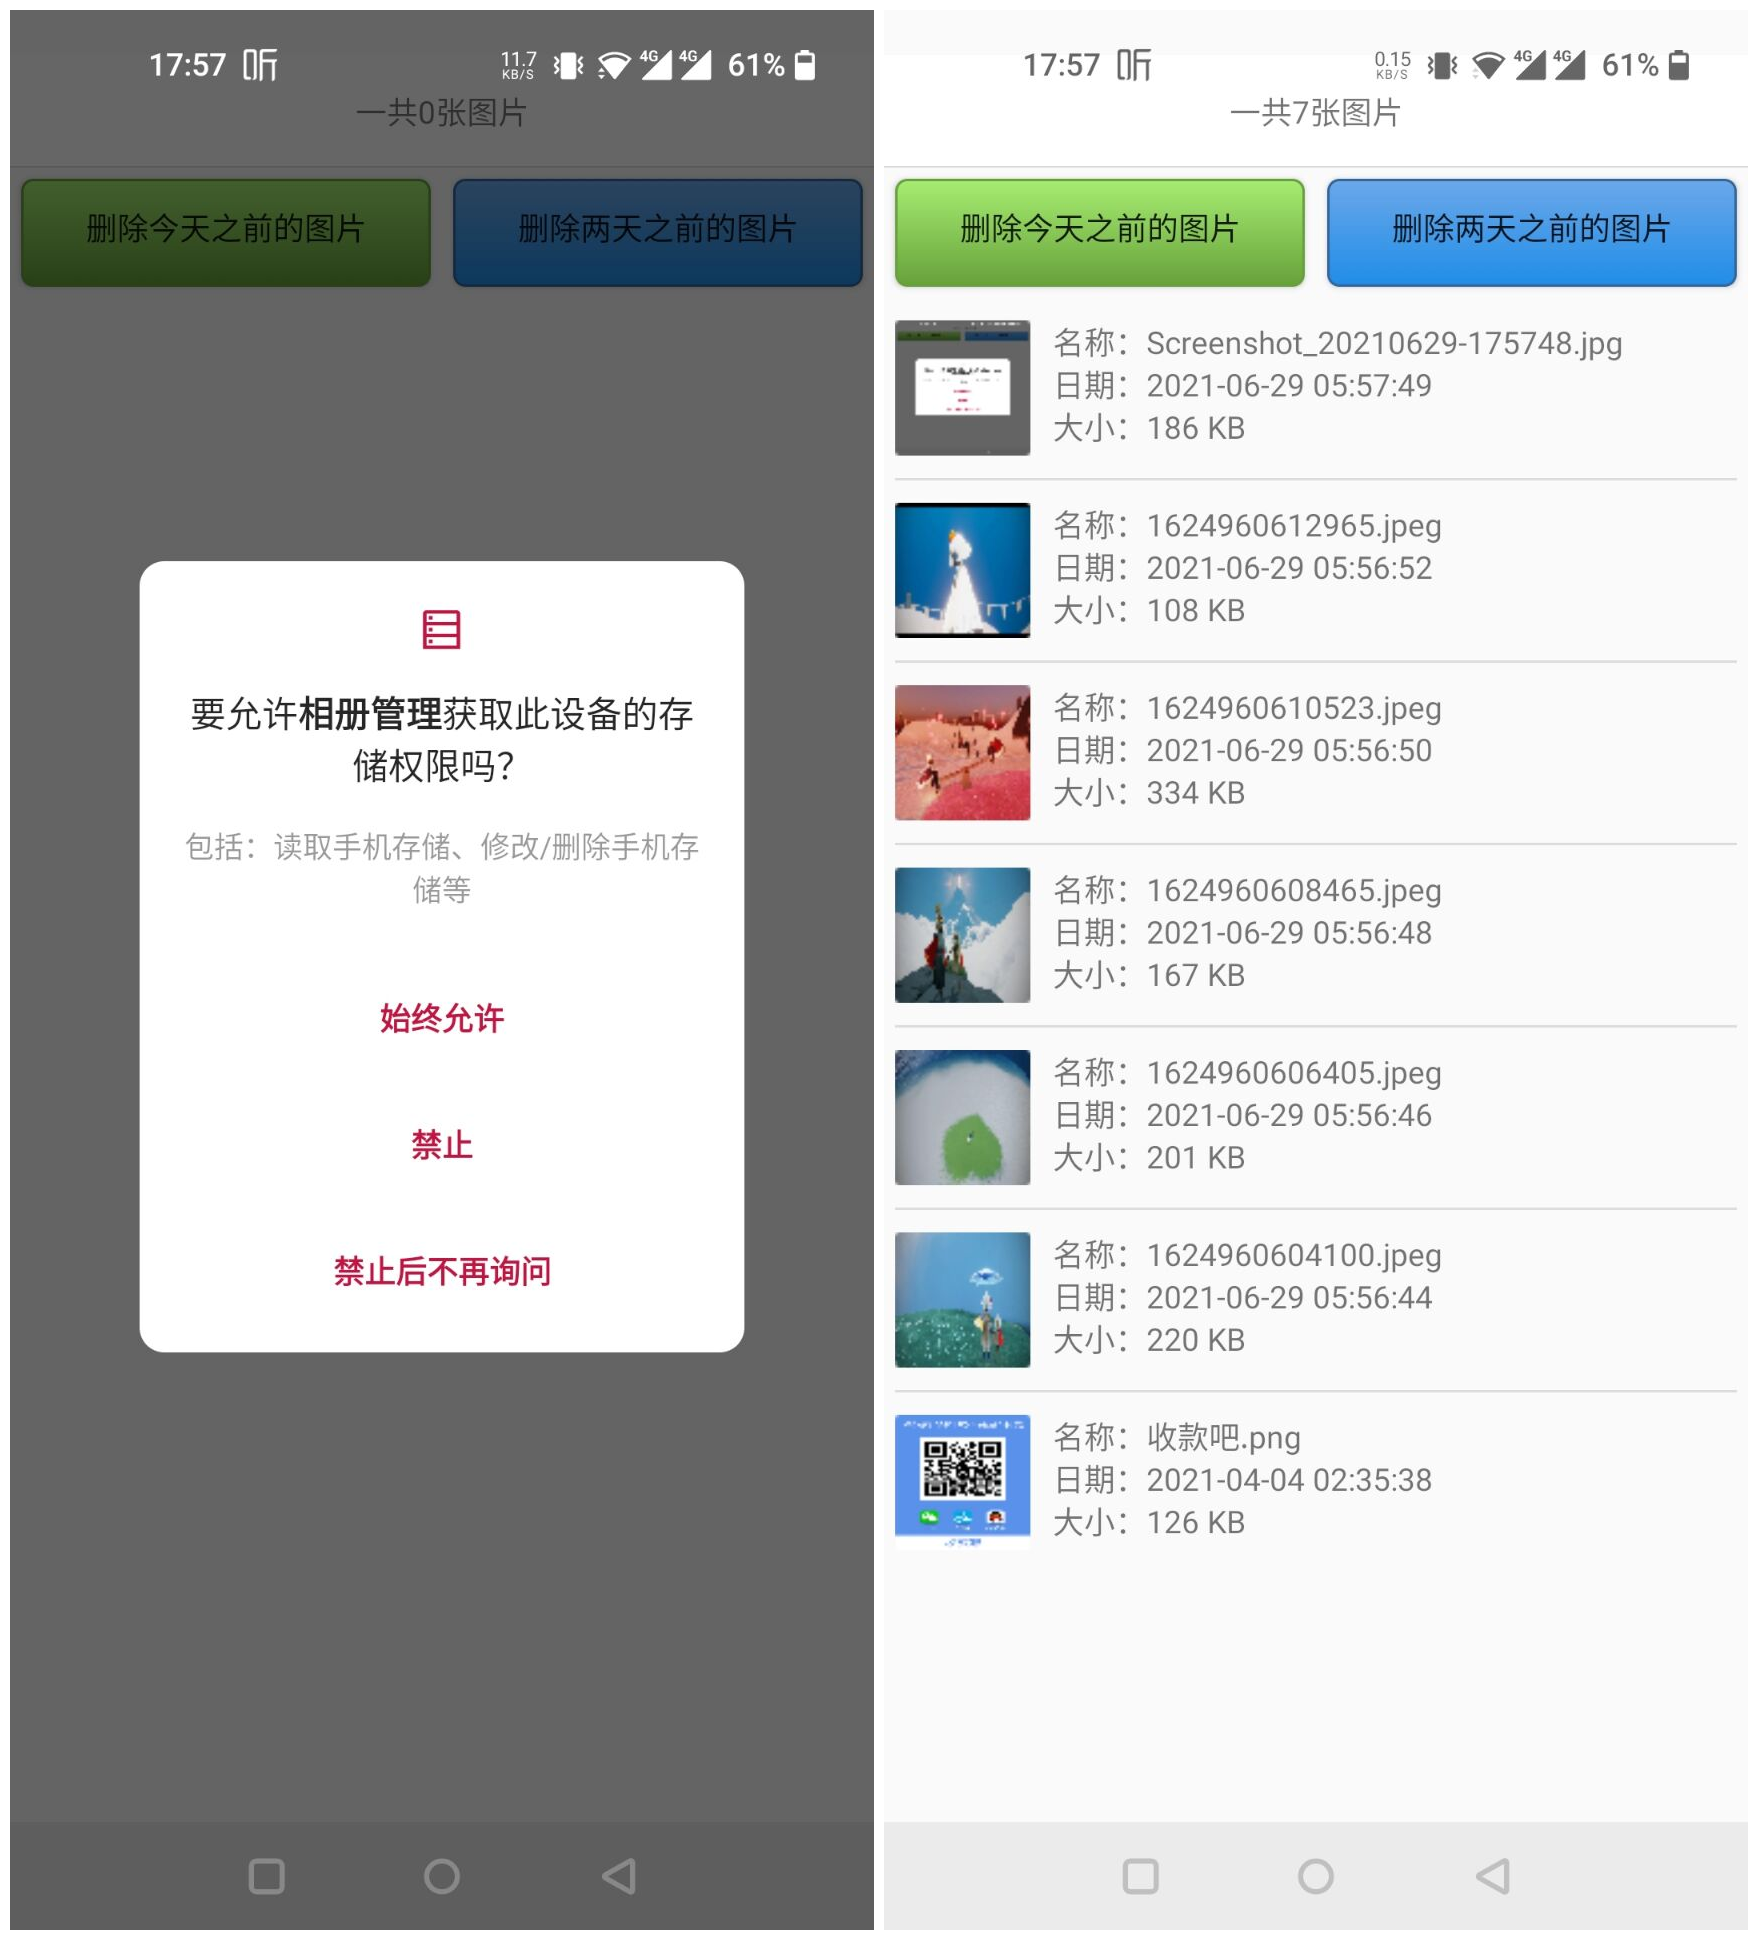 17:57 听 11.7 KB/S 4G 4G 61%
一共0张图片
删除今天之前的图片 删除两天之前的图片
要允许相册管理获取此设备的存
储权限吗？
包括：读取手机存储、修改/删除手机存
储等
始终允许
禁止
禁止后不再询问
17:57 听 0.15 KB/S 4G 4G 61%
一共7张图片
删除今天之前的图片 删除两天之前的图片
名称：Screenshot_20210629-175748.jpg
日期：2021-06-29 05:57:49
大小：186 KB
名称：1624960612965.jpeg
日期：2021-06-29 05:56:52
大小：108 KB
名称：1624960610523.jpeg
日期：2021-06-29 05:56:50
大小：334 KB
名称：1624960608465.jpeg
日期：2021-06-29 05:56:48
大小：167 KB
名称：1624960606405.jpeg
日期：2021-06-29 05:56:46
大小：201 KB
名称：1624960604100.jpeg
日期：2021-06-29 05:56:44
大小：220 KB
名称：收款吧.png
日期：2021-04-04 02:35:38
大小：126 KB